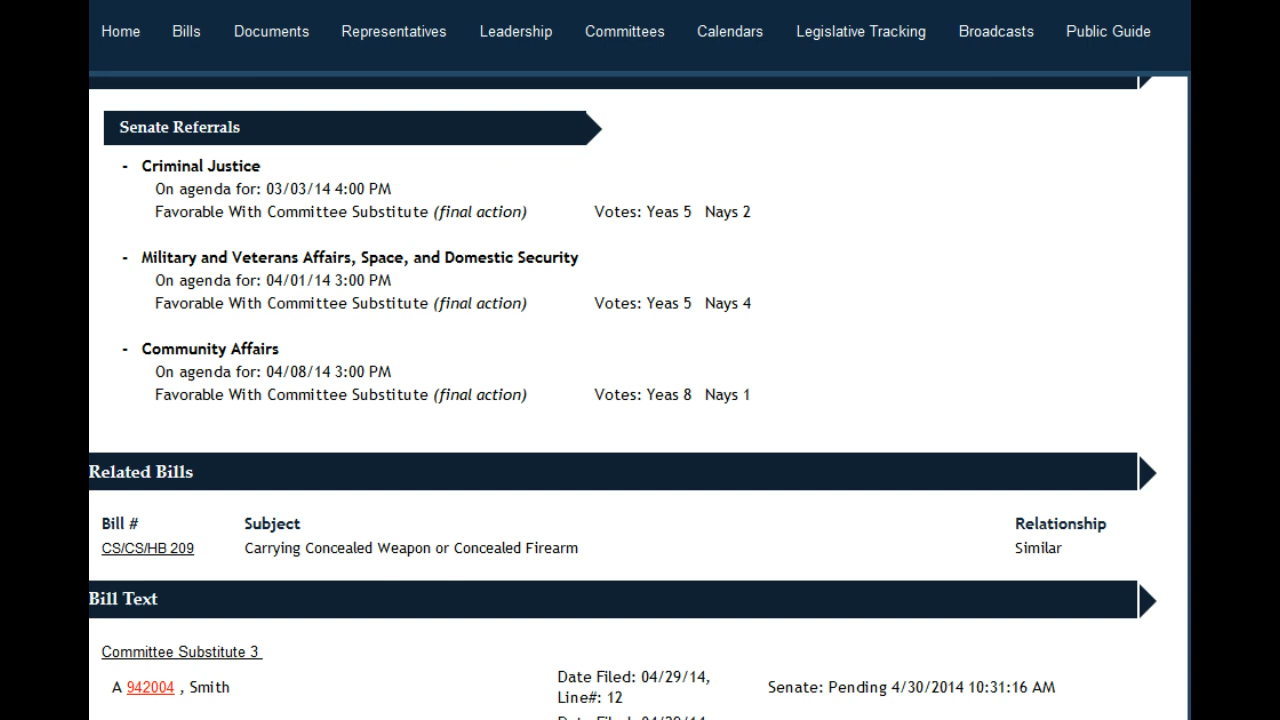 Home Bills Documents Representatives Leadership Committees Calendars Legislative Tracking Broadcasts Public Guide
Senate Referrals
- Criminal Justice
On agenda for: 03/03/14 4:00 PM
Favorable With Committee Substitute (final action) Votes: Yeas 5 Nays 2
- Military and Veterans Affairs, Space, and Domestic Security
On agenda for: 04/01/14 3:00 PM
Favorable With Committee Substitute (final action) Votes: Yeas 5 Nays 4
- Community Affairs
On agenda for: 04/08/14 3:00 PM
Favorable With Committee Substitute (final action) Votes: Yeas 8 Nays 1
Related Bills
Bill # Subject Relationship
CS/CS/HB 209 Carrying Concealed Weapon or Concealed Firearm Similar
Bill Text
Committee Substitute 3
A 942004 , Smith Date Filed: 04/29/14, Senate: Pending 4/30/2014 10:31:16 AM
Line#: 12